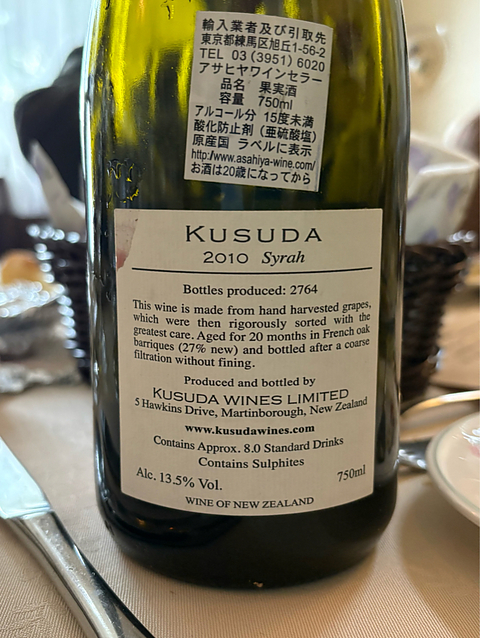 輸入業者及び引取先
東京都練馬区旭丘1-56-2
TEL 03 (3951) 6020
アサヒヤワインセラー
品名 果実酒
容量 750ml
アルコール分 15度未満
酸化防止剤（亜硫酸塩）
原産国 ラベルに表示
http://www.asahiya-wine.com/
お酒は20歳になってから
KUSUDA
2010 Syrah
Bottles produced: 2764
This wine is made from hand harvested grapes,
which were then rigorously sorted with the
greatest care. Aged for 20 months in French oak
barriques (27% new) and bottled after a coarse
filtration without fining.
Produced and bottled by
KUSUDA WINES LIMITED
5 Hawkins Drive, Martinborough, New Zealand
www.kusudawines.com
Contains Approx. 8.0 Standard Drinks
Contains Sulphites
Alc. 13.5% Vol. 750ml
WINE OF NEW ZEALAND